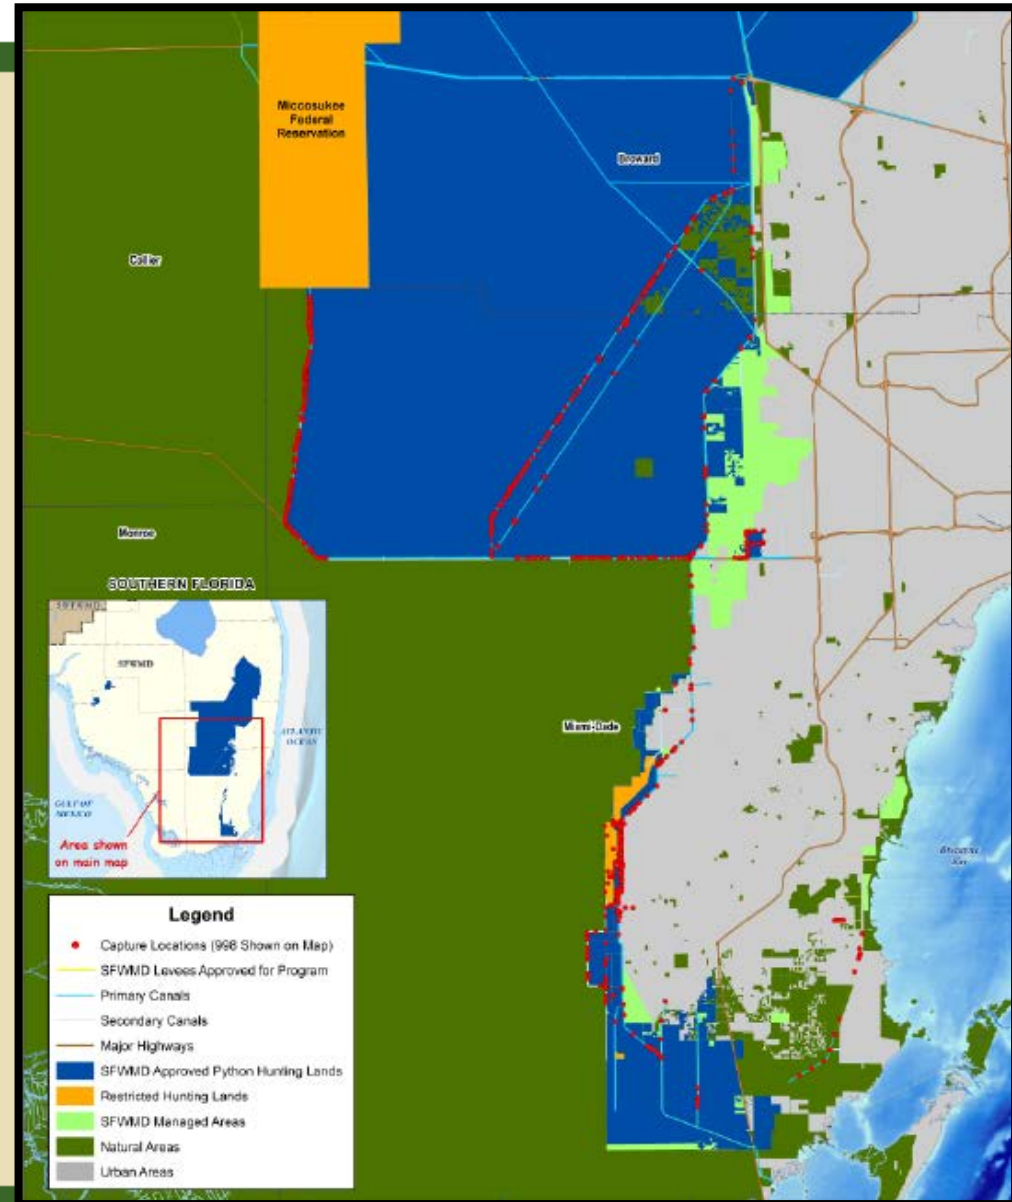 Miccosukee
Federal
Reservation
Broward
Collier
Monroe
SOUTHERN FLORIDA
SFWMD
SFWMD
ATLANTIC
OCEAN
GULF OF
MEXICO
Area shown
on main map
Miami-Dade
Biscayne
Bay
Legend
Capture Locations (998 Shown on Map)
SFWMD Levees Approved for Program
Primary Canals
Secondary Canals
Major Highways
SFWMD Approved Python Hunting Lands
Restricted Hunting Lands
SFWMD Managed Areas
Natural Areas
Urban Areas